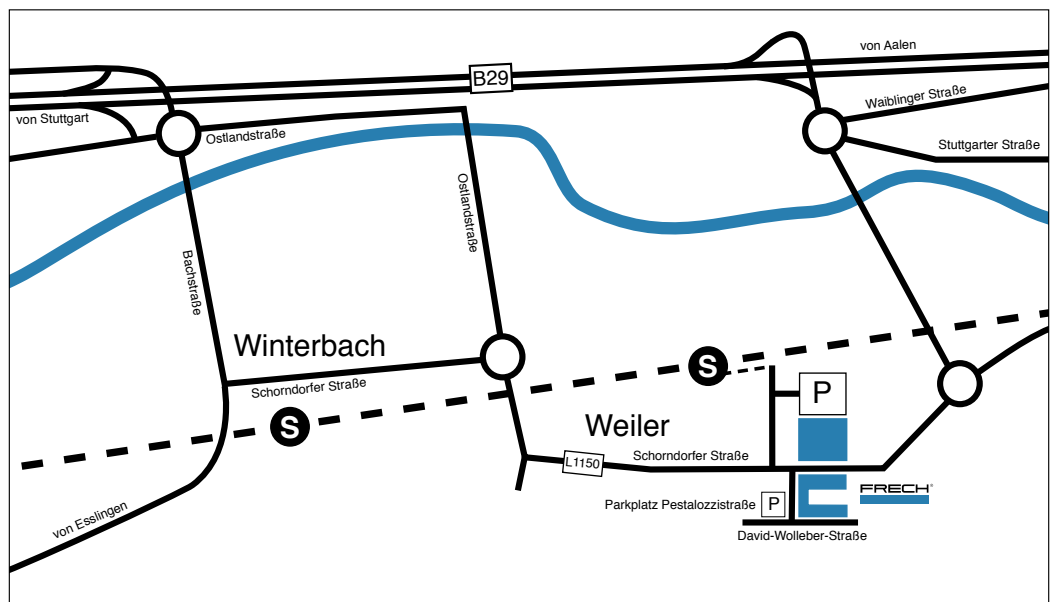 von Aalen
B29
Waiblinger Straße
von Stuttgart
Ostlandstraße
Stuttgarter Straße
Ostlandstraße
Bachstraße
Winterbach
S
Schorndorfer Straße
P
S
Weiler
Schorndorfer Straße
L1150
FRECH®
Parkplatz Pestalozzistraße
P
von Esslingen
David-Wolleber-Straße